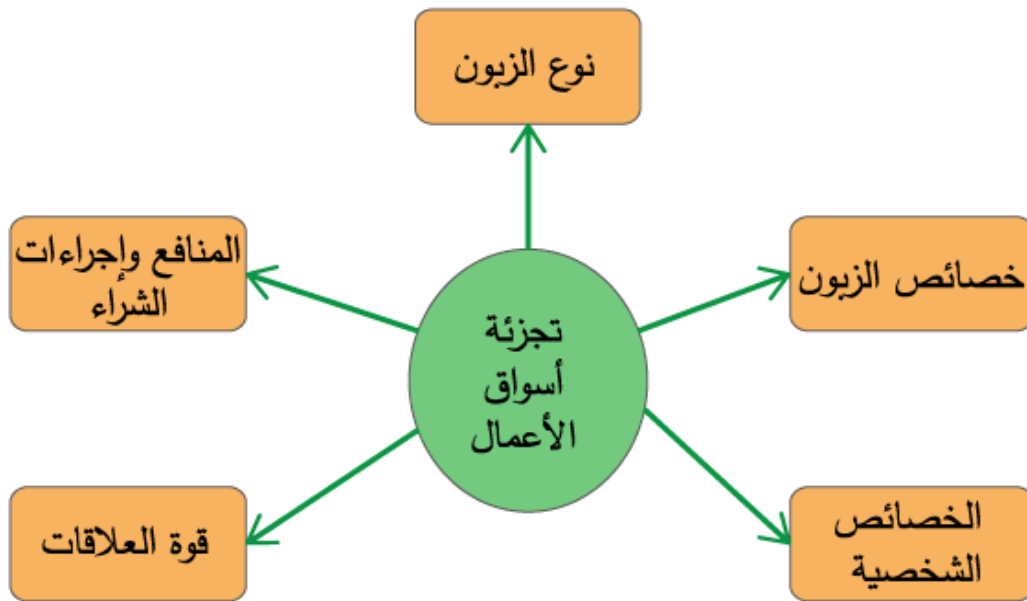 نوع الزبون
خصائص الزبون
المنافع وإجراءات
الشراء
تجزئة
أسواق
الأعمال
الخصائص
الشخصية
قوة العلاقات